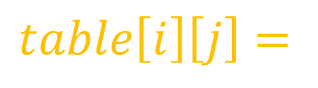 table[i][j] =